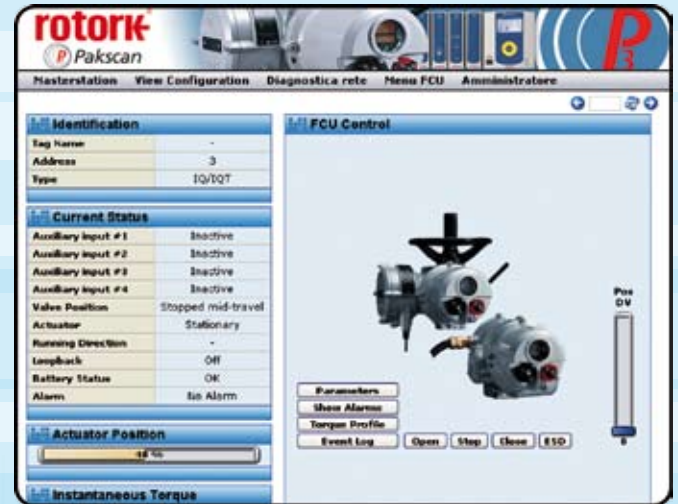 rotork
P Pakscan
P3
Masterstation View Configuration Diagnostica rete Menu FCU Amministratore
Identification
Tag Name -
Address 3
Type IQ/IQT
Current Status
Auxiliary input #1 Inactive
Auxiliary input #2 Inactive
Auxiliary input #3 Inactive
Auxiliary input #4 Inactive
Valve Position Stopped mid-travel
Actuator Stationary
Running Direction -
Loopback Off
Battery Status OK
Alarm No Alarm
Actuator Position
Instantaneous Torque
FCU Control
Pos
DV
0
Parameters
Show Alarms
Torque Profile
Event Log Open Stop Close ESD